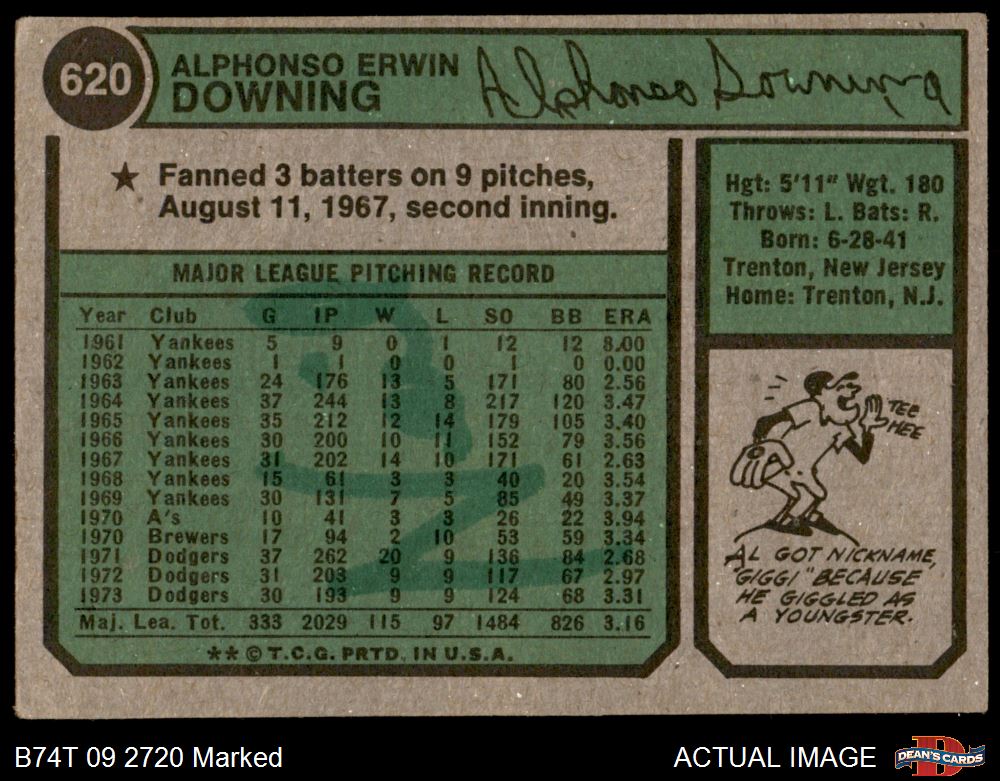 620
ALPHONSO ERWIN
DOWNING
Alphonso Downing
★ Fanned 3 batters on 9 pitches,
August 11, 1967, second inning.
MAJOR LEAGUE PITCHING RECORD
Year Club G IP W L SO BB ERA
1961 Yankees 5 9 0 1 12 12 8.00
1962 Yankees 1 1 0 0 1 0 0.00
1963 Yankees 24 176 13 5 171 80 2.56
1964 Yankees 37 244 13 8 217 120 3.47
1965 Yankees 35 212 12 14 179 105 3.40
1966 Yankees 30 200 10 11 152 79 3.56
1967 Yankees 31 202 14 10 171 61 2.63
1968 Yankees 15 61 3 3 40 20 3.54
1969 Yankees 30 131 7 5 85 49 3.37
1970 A's 10 41 3 3 26 22 3.94
1970 Brewers 17 94 2 10 53 59 3.34
1971 Dodgers 37 262 20 9 136 84 2.68
1972 Dodgers 31 203 9 9 117 67 2.97
1973 Dodgers 30 193 9 9 124 68 3.31
Maj. Lea. Tot. 333 2029 115 97 1484 826 3.16
** © T.C.G. PRTD. IN U.S.A.
Hgt: 5'11" Wgt. 180
Throws: L. Bats: R.
Born: 6-28-41
Trenton, New Jersey
Home: Trenton, N.J.
TEE
HEE
AL GOT NICKNAME,
"GIGGI" BECAUSE
HE GIGGLED AS
A YOUNGSTER.
B74T 09 2720 Marked
ACTUAL IMAGE
D
DEAN'S CARDS